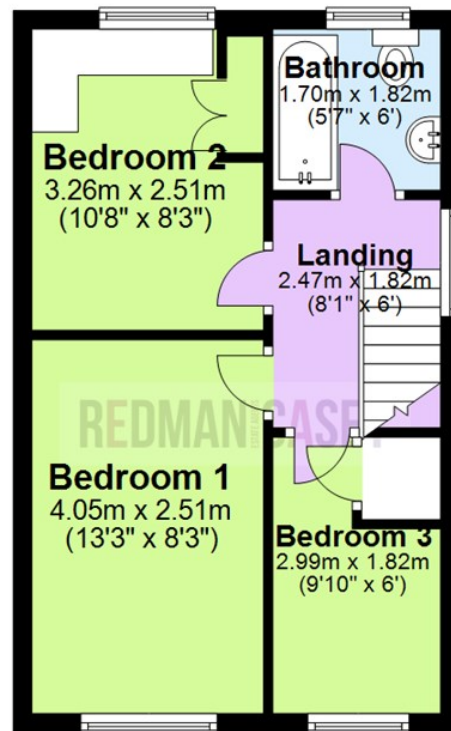 Bathroom
1.70m x 1.82m
(5'7" x 6')
Bedroom 2
3.26m x 2.51m
(10'8" x 8'3")
Landing
2.47m x 1.82m
(8'1" x 6')
REDMAN CASEY
Bedroom 1
4.05m x 2.51m
(13'3" x 8'3")
Bedroom 3
2.99m x 1.82m
(9'10" x 6')